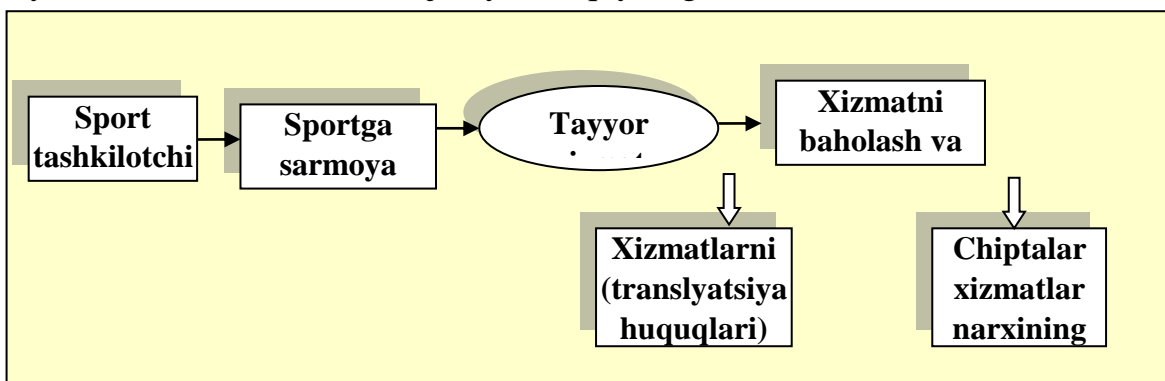 Sport
tashkilotchi
Sportga
sarmoya
Tayyor
Xizmatni
baholash va
Xizmatlarni
(translyatsiya
huquqlari)
Chiptalar
xizmatlar
narxining